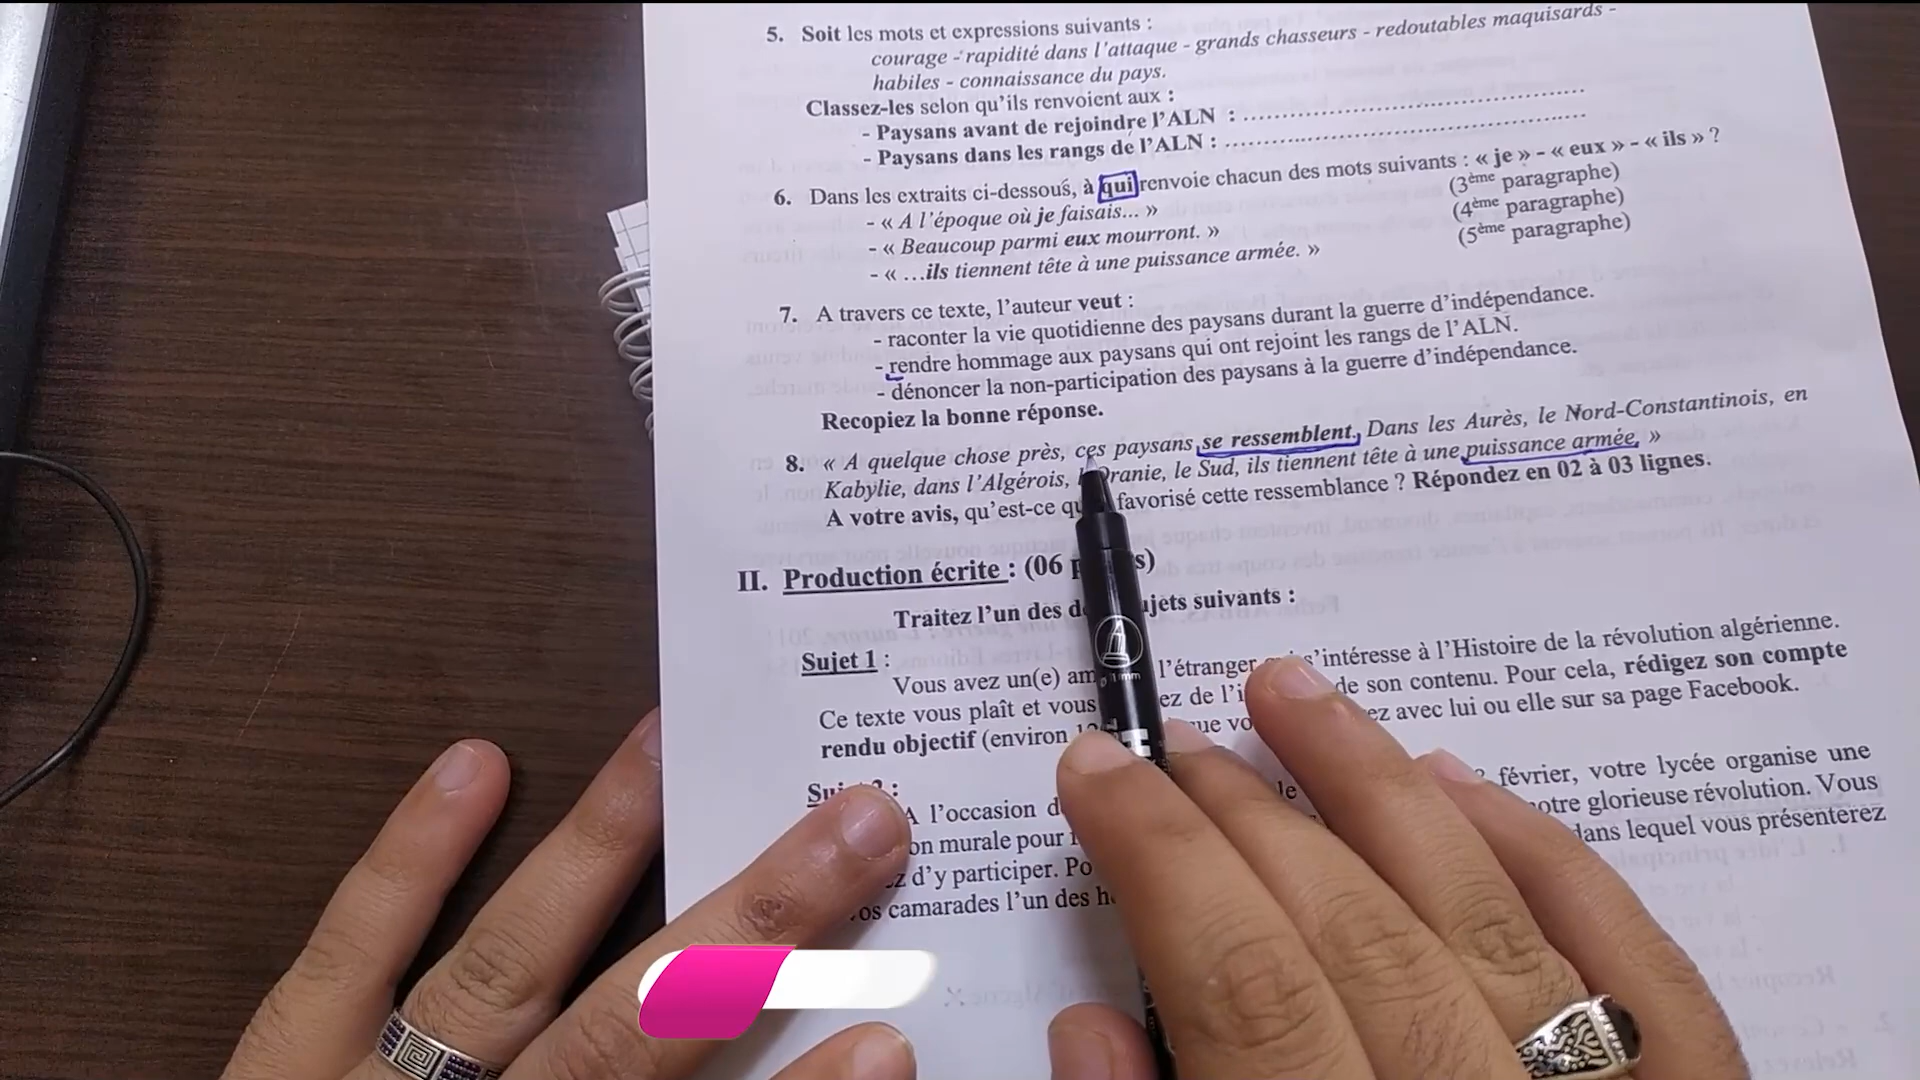 5. Soit les mots et expressions suivants :
courage - rapidité dans l'attaque - grands chasseurs - redoutables maquisards -
habiles - connaissance du pays.
Classez-les selon qu'ils renvoient aux :
- Paysans avant de rejoindre l'ALN : ................................................
- Paysans dans les rangs de l'ALN : ................................................
6. Dans les extraits ci-dessous, à qui renvoie chacun des mots suivants : « je » - « eux » - « ils » ?
- « A l'époque où je faisais... » (3ème paragraphe)
- « Beaucoup parmi eux mourront. » (4ème paragraphe)
- « ...ils tiennent tête à une puissance armée. » (5ème paragraphe)
7. A travers ce texte, l'auteur veut :
- raconter la vie quotidienne des paysans durant la guerre d'indépendance.
- rendre hommage aux paysans qui ont rejoint les rangs de l'ALN.
- dénoncer la non-participation des paysans à la guerre d'indépendance.
Recopiez la bonne réponse.
8. « A quelque chose près, ces paysans se ressemblent. Dans les Aurès, le Nord-Constantinois, en
Kabylie, dans l'Algérois, l'Oranie, le Sud, ils tiennent tête à une puissance armée. »
A votre avis, qu'est-ce favorisé cette ressemblance ? Répondez en 02 à 03 lignes.
II. Production écrite : (06
Traitez l'un des sujets suivants :
Sujet 1 :
Vous avez un(e) l'étranger s'intéresse à l'Histoire de la révolution algérienne.
Ce texte vous plaît et vous de son contenu. Pour cela, rédigez son compte
rendu objectif (environ avec lui ou elle sur sa page Facebook.
A l'occasion février, votre lycée organise une
murale pour notre glorieuse révolution. Vous
d'y participer. dans lequel vous présenterez
camarades l'un des
1 mm